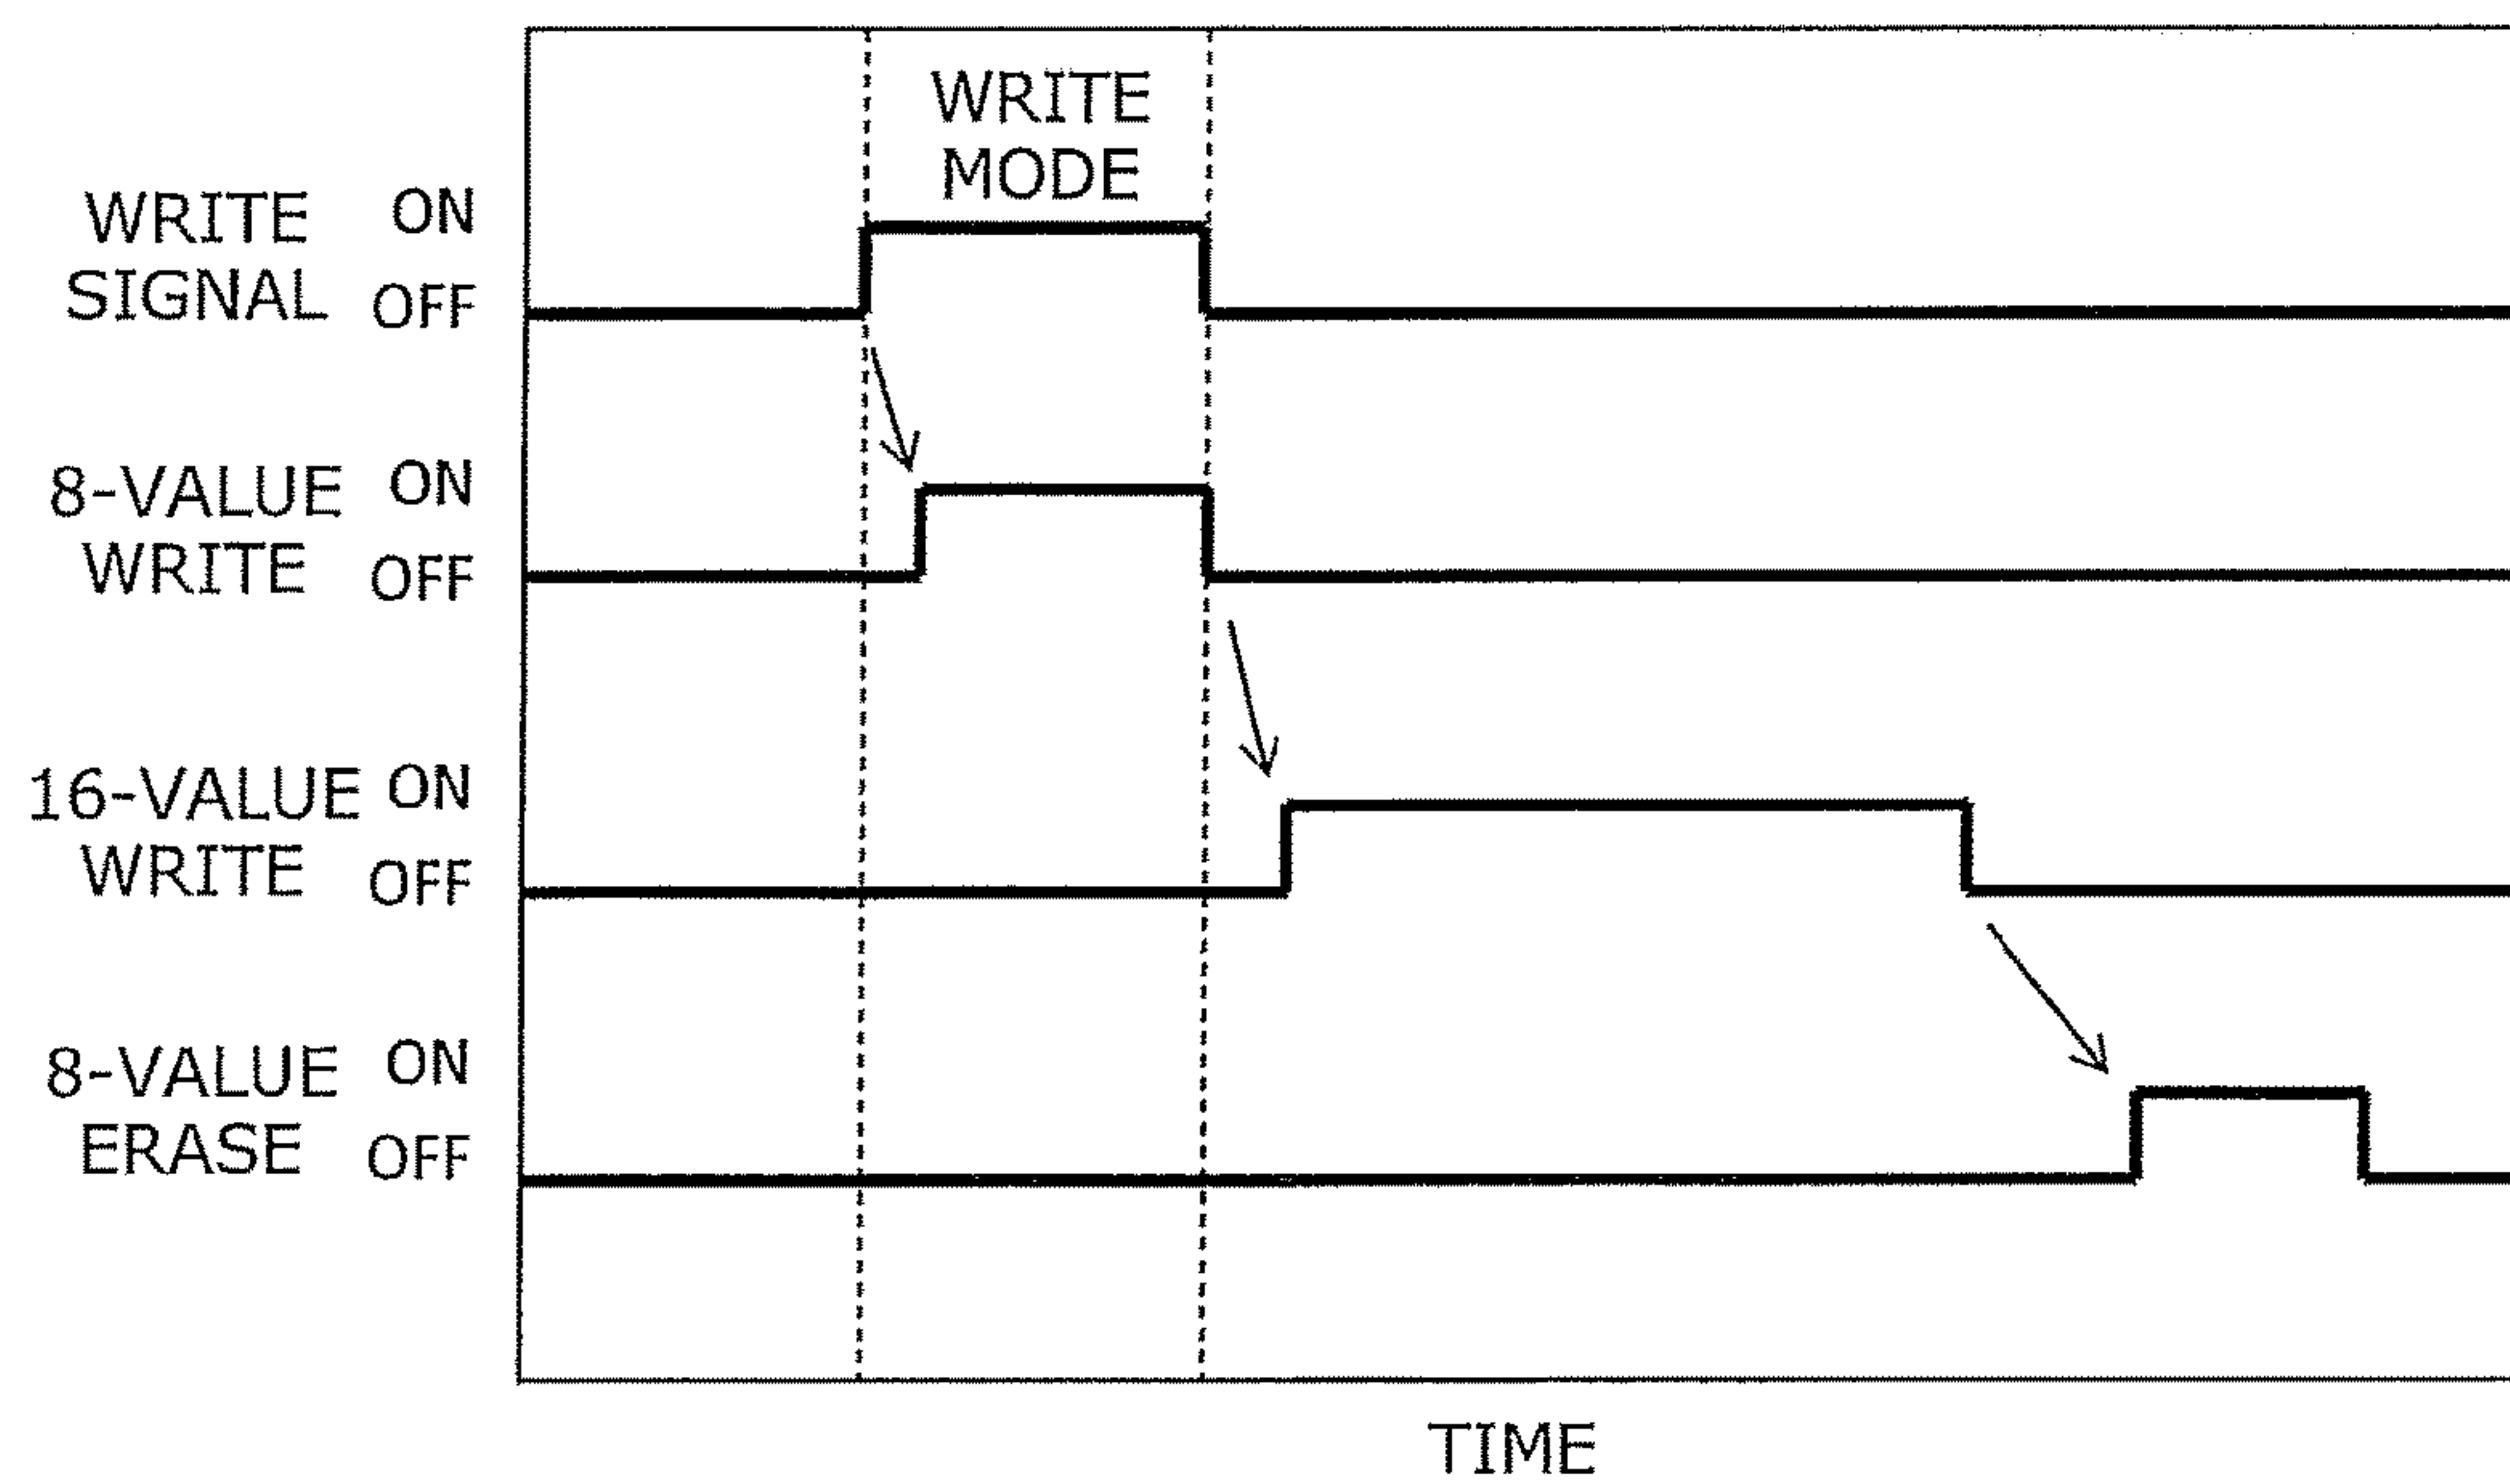 WRITE
MODE
WRITE ON
SIGNAL OFF
8-VALUE ON
WRITE OFF
16-VALUE ON
WRITE OFF
8-VALUE ON
ERASE OFF
TIME